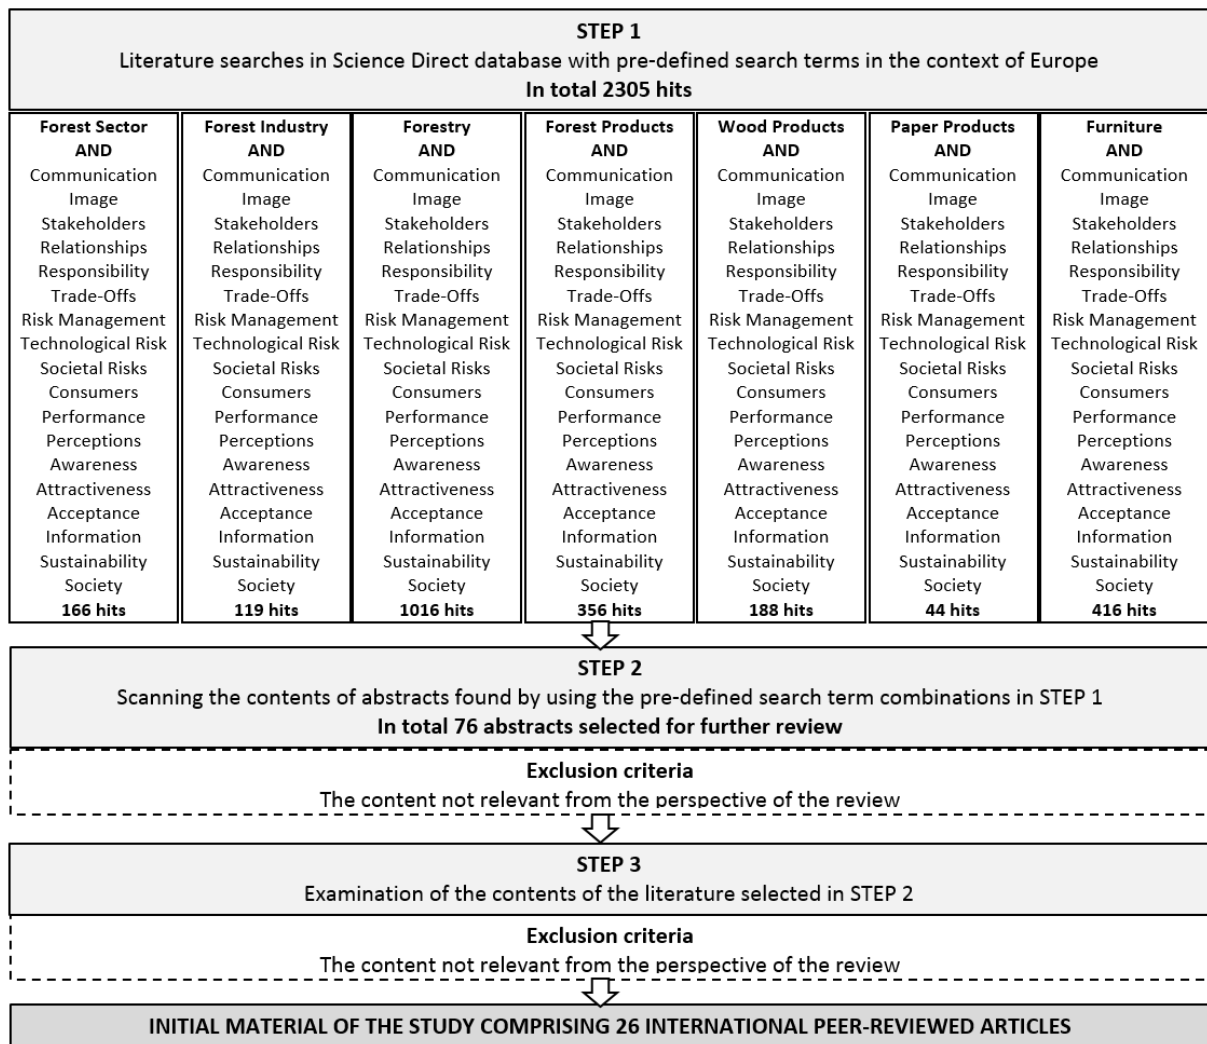 STEP 1
Literature searches in Science Direct database with pre-defined search terms in the context of Europe
In total 2305 hits
Forest Sector
AND
Communication
Image
Stakeholders
Relationships
Responsibility
Trade-Offs
Risk Management
Technological Risk
Societal Risks
Consumers
Performance
Perceptions
Awareness
Attractiveness
Acceptance
Information
Sustainability
Society
166 hits
Forest Industry
AND
Communication
Image
Stakeholders
Relationships
Responsibility
Trade-Offs
Risk Management
Technological Risk
Societal Risks
Consumers
Performance
Perceptions
Awareness
Attractiveness
Acceptance
Information
Sustainability
Society
119 hits
Forestry
AND
Communication
Image
Stakeholders
Relationships
Responsibility
Trade-Offs
Risk Management
Technological Risk
Societal Risks
Consumers
Performance
Perceptions
Awareness
Attractiveness
Acceptance
Information
Sustainability
Society
1016 hits
Forest Products
AND
Communication
Image
Stakeholders
Relationships
Responsibility
Trade-Offs
Risk Management
Technological Risk
Societal Risks
Consumers
Performance
Perceptions
Awareness
Attractiveness
Acceptance
Information
Sustainability
Society
356 hits
Wood Products
AND
Communication
Image
Stakeholders
Relationships
Responsibility
Trade-Offs
Risk Management
Technological Risk
Societal Risks
Consumers
Performance
Perceptions
Awareness
Attractiveness
Acceptance
Information
Sustainability
Society
188 hits
Paper Products
AND
Communication
Image
Stakeholders
Relationships
Responsibility
Trade-Offs
Risk Management
Technological Risk
Societal Risks
Consumers
Performance
Perceptions
Awareness
Attractiveness
Acceptance
Information
Sustainability
Society
44 hits
Furniture
AND
Communication
Image
Stakeholders
Relationships
Responsibility
Trade-Offs
Risk Management
Technological Risk
Societal Risks
Consumers
Performance
Perceptions
Awareness
Attractiveness
Acceptance
Information
Sustainability
Society
416 hits
STEP 2
Scanning the contents of abstracts found by using the pre-defined search term combinations in STEP 1
In total 76 abstracts selected for further review
Exclusion criteria
The content not relevant from the perspective of the review
STEP 3
Examination of the contents of the literature selected in STEP 2
Exclusion criteria
The content not relevant from the perspective of the review
INITIAL MATERIAL OF THE STUDY COMPRISING 26 INTERNATIONAL PEER-REVIEWED ARTICLES